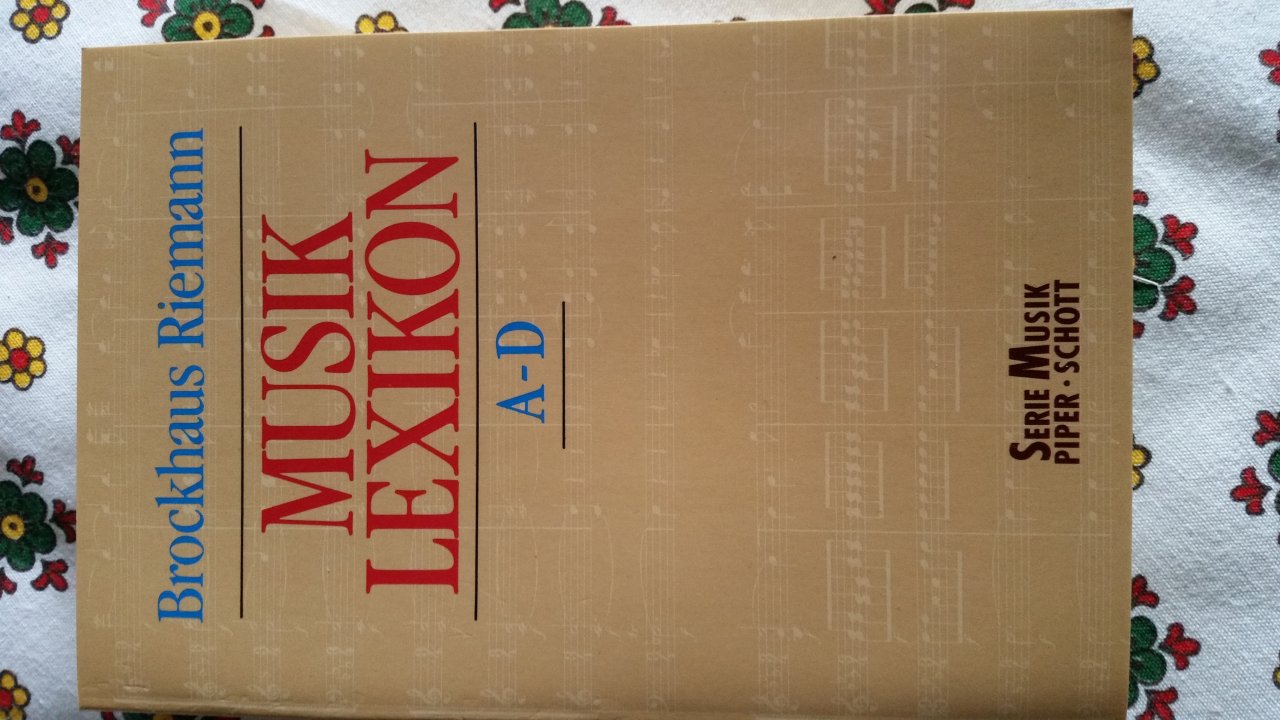 Brockhaus Riemann
MUSIK
LEXIKON
A-D
SERIE MUSIK
PIPER · SCHOTT